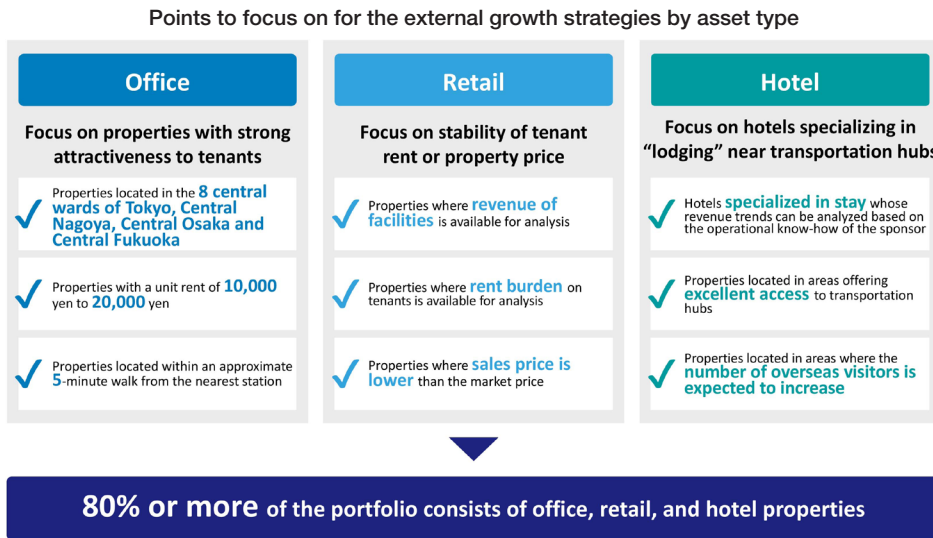 Points to focus on for the external growth strategies by asset type
Office
Focus on properties with strong
attractiveness to tenants
Properties located in the 8 central
wards of Tokyo, Central
Nagoya, Central Osaka and
Central Fukuoka
Properties with a unit rent of 10,000
yen to 20,000 yen
Properties located within an approximate
5-minute walk from the nearest station
Retail
Focus on stability of tenant
rent or property price
Properties where revenue of
facilities is available for analysis
Properties where rent burden on
tenants is available for analysis
Properties where sales price is
lower than the market price
Hotel
Focus on hotels specializing in
“lodging” near transportation hubs
Hotels specialized in stay whose
revenue trends can be analyzed based on
the operational know-how of the sponsor
Properties located in areas offering
excellent access to transportation
hubs
Properties located in areas where the
number of overseas visitors is
expected to increase
80% or more of the portfolio consists of office, retail, and hotel properties